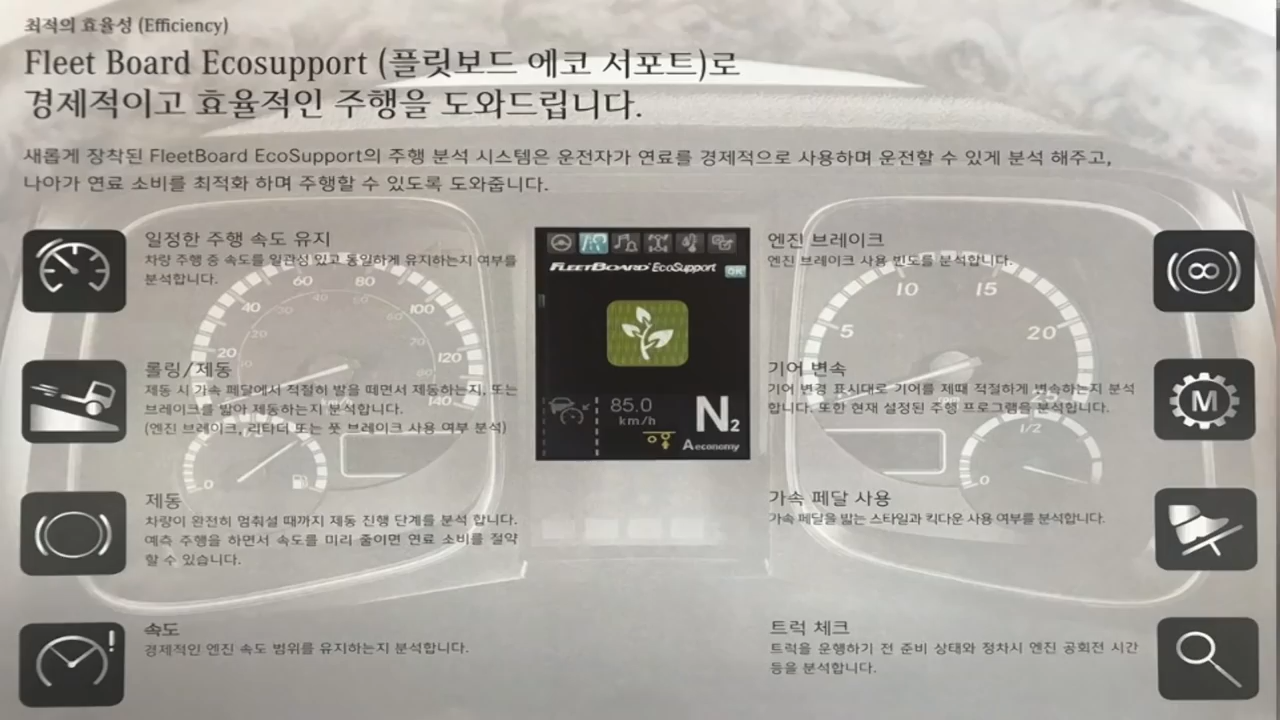 최적의 효율성 (Efficiency)
Fleet Board Ecosupport (플릿보드 에코 서포트)로
경제적이고 효율적인 주행을 도와드립니다.
새롭게 장착된 FleetBoard EcoSupport의 주행 분석 시스템은 운전자가 연료를 경제적으로 사용하며 운전할 수 있게 분석 해주고,
나아가 연료 소비를 최적화 하며 주행할 수 있도록 도와줍니다.
일정한 주행 속도 유지
차량 주행 중 속도를 일관성 있고 동일하게 유지하는지 여부를
분석합니다.
롤링/제동
제동 시 가속 페달에서 적절히 발을 떼면서 제동하는지, 또는
브레이크를 밟아 제동하는지 분석합니다.
(엔진 브레이크, 리타더 또는 풋 브레이크 사용 여부 분석)
제동
차량이 완전히 멈춰설 때까지 제동 진행 단계를 분석 합니다.
예측 주행을 하면서 속도를 미리 줄이면 연료 소비를 절약
할 수 있습니다.
속도
경제적인 엔진 속도 범위를 유지하는지 분석합니다.
20
40
60
80
100
120
140
0
FLEETBOARD EcoSupport
OK
85.0
km/h
N2
A economy
엔진 브레이크
엔진 브레이크 사용 빈도를 분석합니다.
기어 변속
기어 변경 표시대로 기어를 제때 적절하게 변속하는지 분석
합니다. 또한 현재 설정된 주행 프로그램을 분석합니다.
가속 페달 사용
가속 페달을 밟는 스타일과 킥다운 사용 여부를 분석합니다.
트럭 체크
트럭을 운행하기 전 준비 상태와 정차시 엔진 공회전 시간
등을 분석합니다.
5
10
15
20
25
1/2
0
M